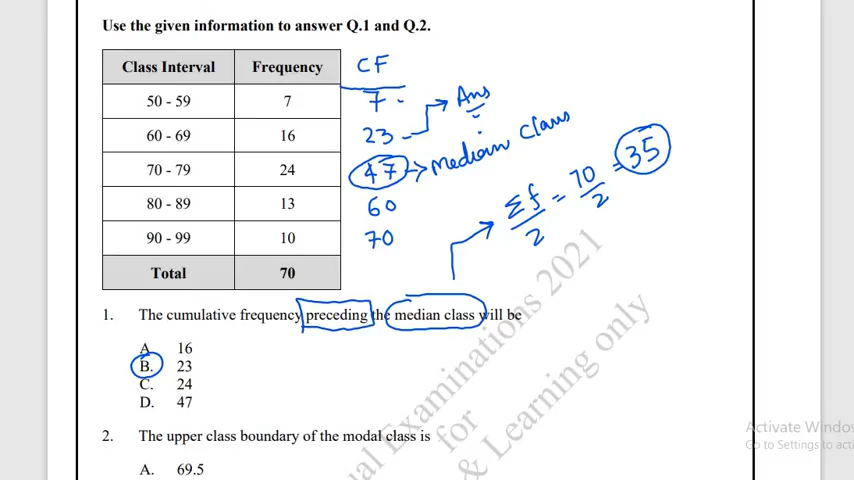 Use the given information to answer Q.1 and Q.2.
Class Interval Frequency CF
50 - 59 7 7
60 - 69 16 23 → Ans
70 - 79 24 47 → median class
80 - 89 13 60
90 - 99 10 70
Total 70
Σf/2 = 70/2 = 35
1. The cumulative frequency preceding the median class will be
A. 16
B. 23
C. 24
D. 47
2. The upper class boundary of the modal class is
A. 69.5
ual Examinations 2021
for
& Learning only
Activate Window
Go to Settings to acti